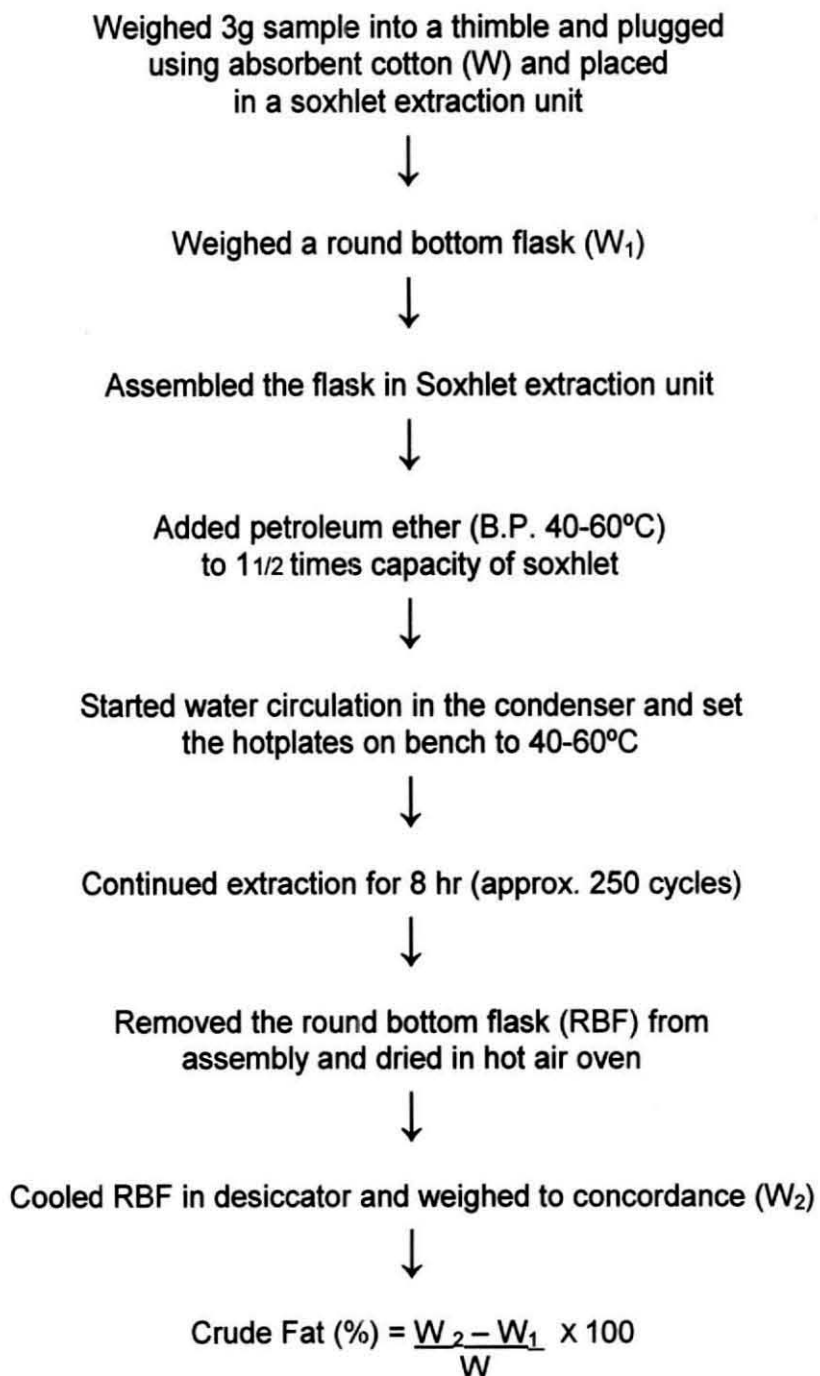 Weighed 3g sample into a thimble and plugged
using absorbent cotton (W) and placed
in a soxhlet extraction unit
↓
Weighed a round bottom flask (W₁)
↓
Assembled the flask in Soxhlet extraction unit
↓
Added petroleum ether (B.P. 40-60ºC)
to 1 1/2 times capacity of soxhlet
↓
Started water circulation in the condenser and set
the hotplates on bench to 40-60ºC
↓
Continued extraction for 8 hr (approx. 250 cycles)
↓
Removed the round bottom flask (RBF) from
assembly and dried in hot air oven
↓
Cooled RBF in desiccator and weighed to concordance (W₂)
↓
Crude Fat (%) = W ₂ – W₁ X 100
W